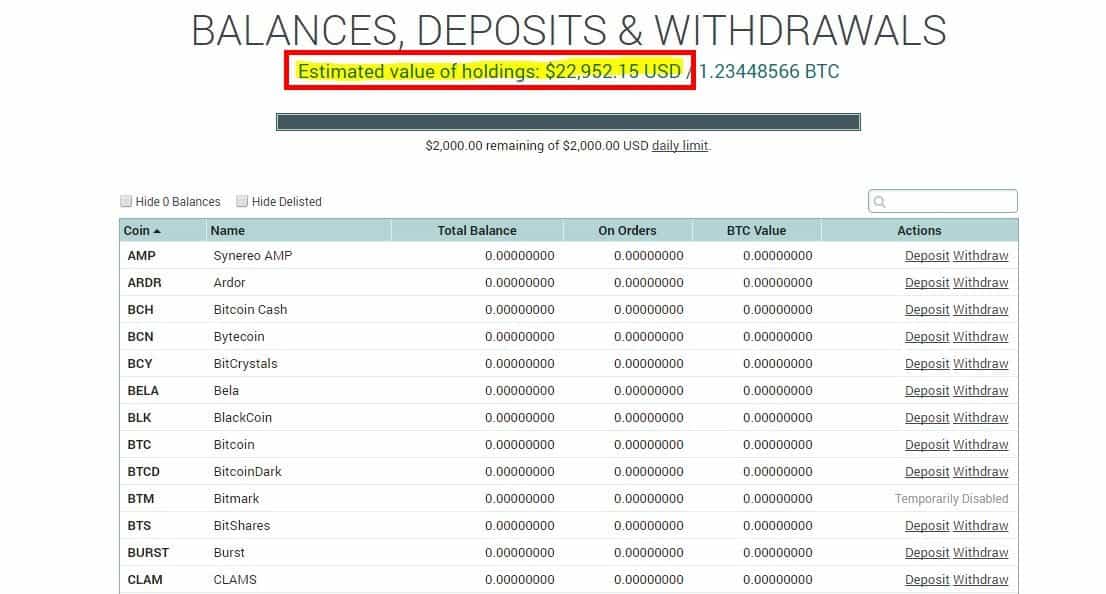 BALANCES, DEPOSITS & WITHDRAWALS
Estimated value of holdings: $22,952.15 USD / 1.23448566 BTC
$2,000.00 remaining of $2,000.00 USD daily limit.
Hide 0 Balances Hide Delisted
Coin Name Total Balance On Orders BTC Value Actions
AMP Synereo AMP 0.00000000 0.00000000 0.00000000 Deposit Withdraw
ARDR Ardor 0.00000000 0.00000000 0.00000000 Deposit Withdraw
BCH Bitcoin Cash 0.00000000 0.00000000 0.00000000 Deposit Withdraw
BCN Bytecoin 0.00000000 0.00000000 0.00000000 Deposit Withdraw
BCY BitCrystals 0.00000000 0.00000000 0.00000000 Deposit Withdraw
BELA Bela 0.00000000 0.00000000 0.00000000 Deposit Withdraw
BLK BlackCoin 0.00000000 0.00000000 0.00000000 Deposit Withdraw
BTC Bitcoin 0.00000000 0.00000000 0.00000000 Deposit Withdraw
BTCD BitcoinDark 0.00000000 0.00000000 0.00000000 Deposit Withdraw
BTM Bitmark 0.00000000 0.00000000 0.00000000 Temporarily Disabled
BTS BitShares 0.00000000 0.00000000 0.00000000 Deposit Withdraw
BURST Burst 0.00000000 0.00000000 0.00000000 Deposit Withdraw
CLAM CLAMS 0.00000000 0.00000000 0.00000000 Deposit Withdraw